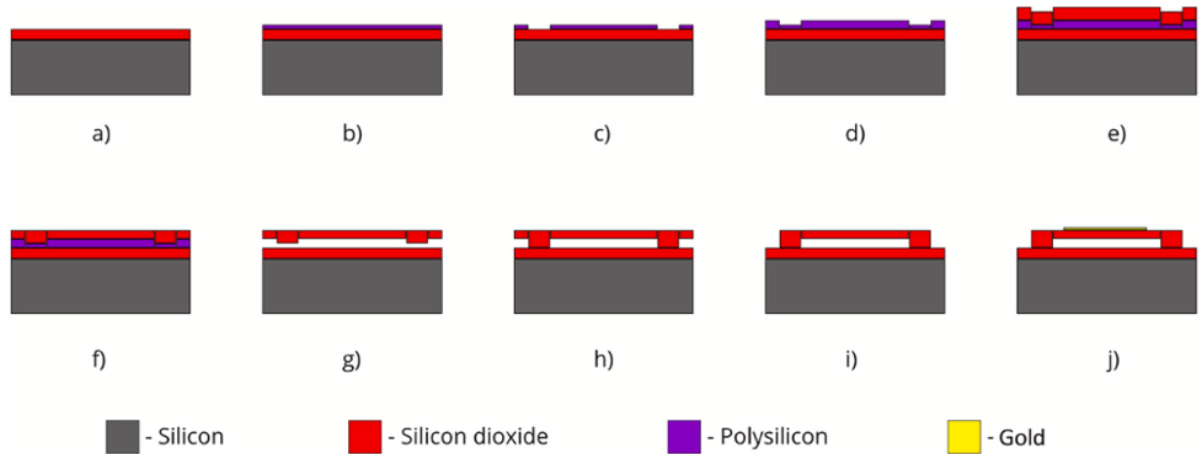 a) b) c) d) e)
f) g) h) i) j)
- Silicon - Silicon dioxide - Polysilicon - Gold